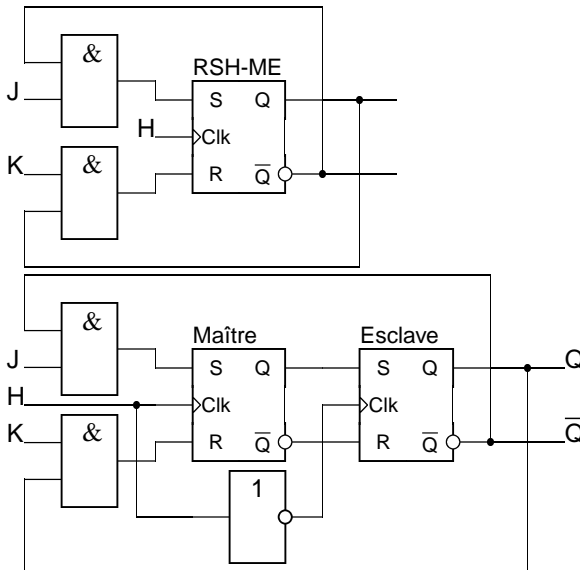 &
RSH-ME
J
S Q
H
Clk
K
&
R Q̅
&
Maître Esclave
J
S Q S Q Q
H
Clk Clk
K
&
R Q̅ R Q̅ Q̅
1